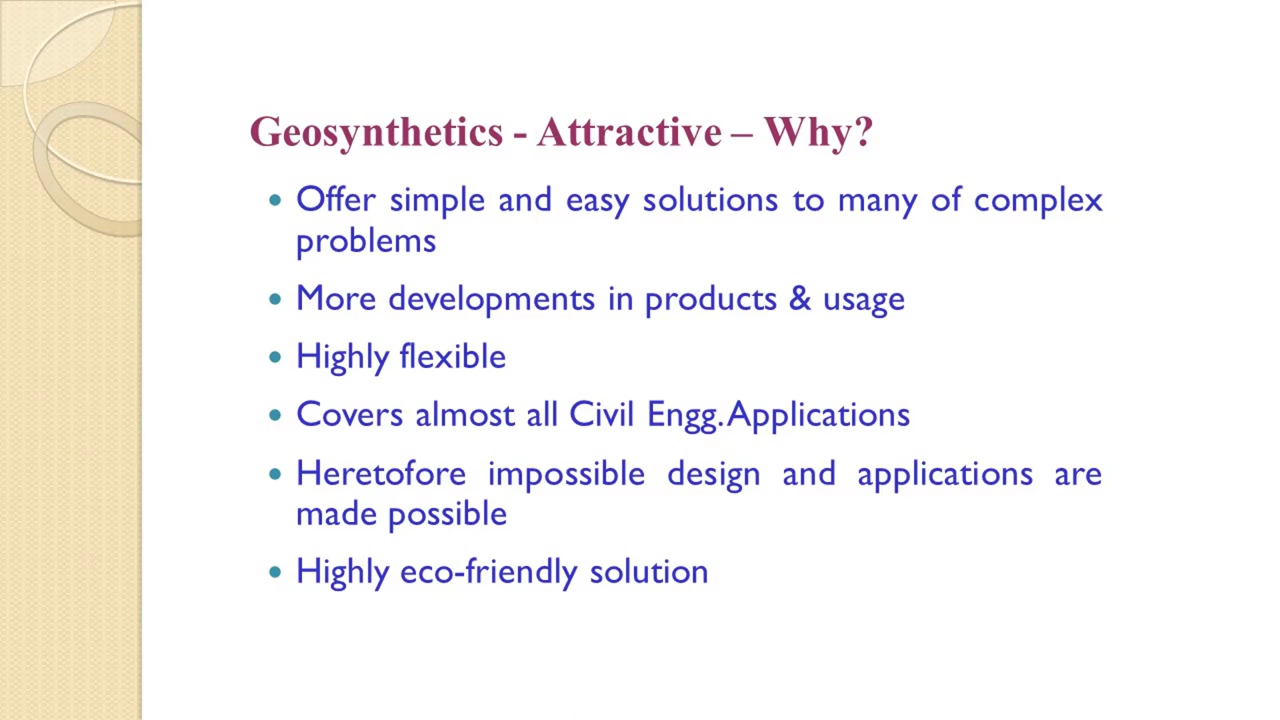 Geosynthetics - Attractive – Why?
• Offer simple and easy solutions to many of complex
problems
• More developments in products & usage
• Highly flexible
• Covers almost all Civil Engg. Applications
• Heretofore impossible design and applications are
made possible
• Highly eco-friendly solution